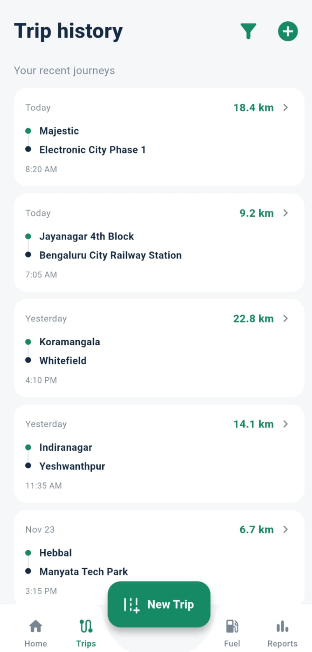 Trip history
Your recent journeys
Today 18.4 km
Majestic
Electronic City Phase 1
8:20 AM
Today 9.2 km
Jayanagar 4th Block
Bengaluru City Railway Station
7:05 AM
Yesterday 22.8 km
Koramangala
Whitefield
4:10 PM
Yesterday 14.1 km
Indiranagar
Yeshwanthpur
11:35 AM
Nov 23 6.7 km
Hebbal
Manyata Tech Park
3:15 PM
New Trip
Home Trips Fuel Reports